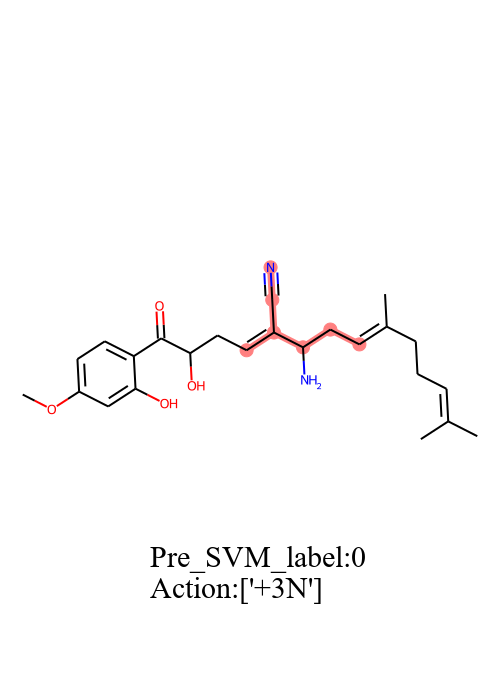 N
O
NH2
OH
OH
O
Pre_SVM_label:0
Action:['+3N']